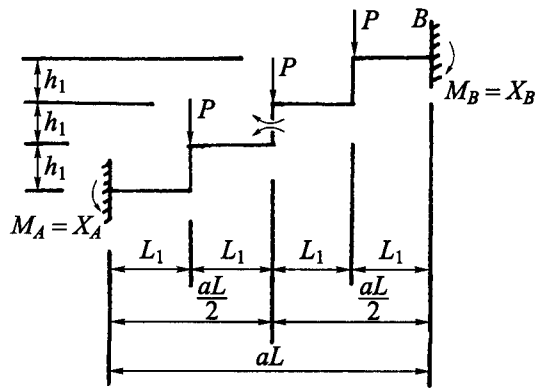 P
B
P
h₁
M_B = X_B
P
h₁
h₁
M_A = X_A
L₁ L₁ L₁ L₁
aL/2 aL/2
aL